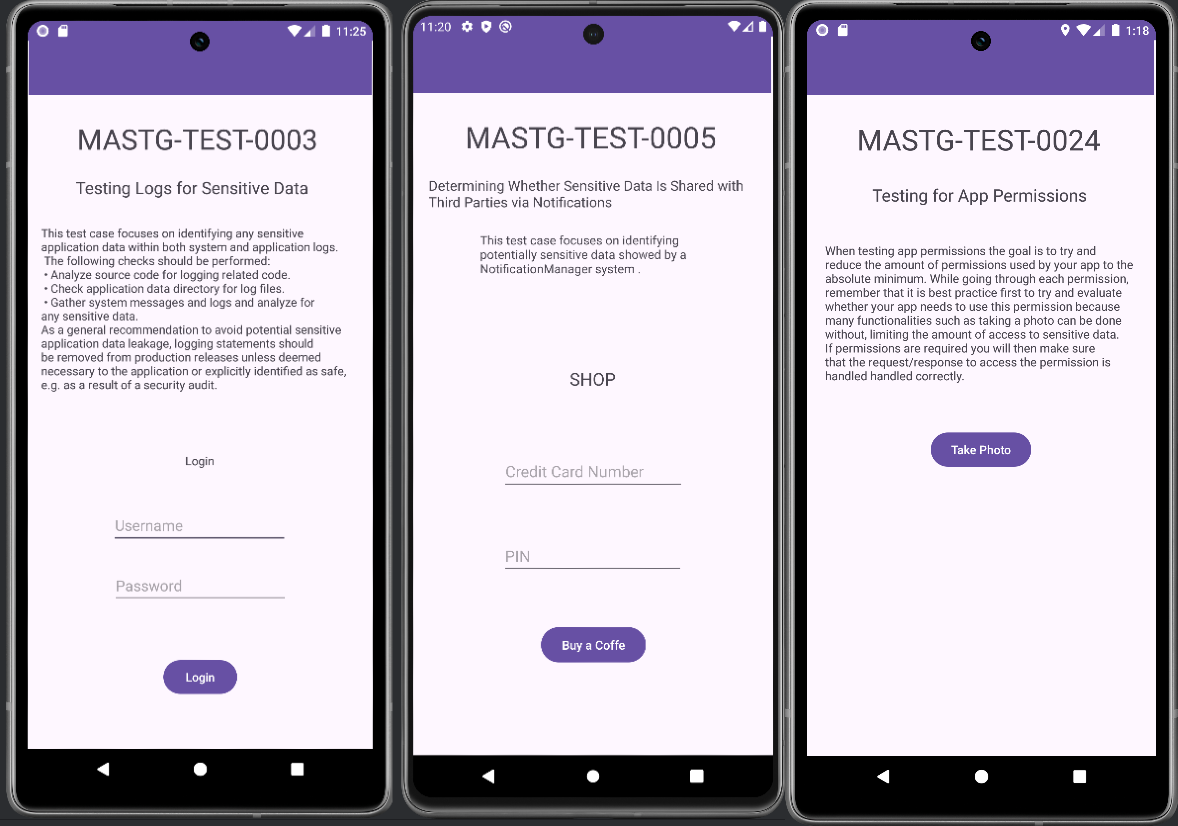 11:25
MASTG-TEST-0003
Testing Logs for Sensitive Data
This test case focuses on identifying any sensitive
application data within both system and application logs.
The following checks should be performed:
• Analyze source code for logging related code.
• Check application data directory for log files.
• Gather system messages and logs and analyze for
any sensitive data.
As a general recommendation to avoid potential sensitive
application data leakage, logging statements should
be removed from production releases unless deemed
necessary to the application or explicitly identified as safe,
e.g. as a result of a security audit.
Login
Username
Password
Login
11:20
MASTG-TEST-0005
Determining Whether Sensitive Data Is Shared with
Third Parties via Notifications
This test case focuses on identifying
potentially sensitive data showed by a
NotificationManager system .
SHOP
Credit Card Number
PIN
Buy a Coffe
1:18
MASTG-TEST-0024
Testing for App Permissions
When testing app permissions the goal is to try and
reduce the amount of permissions used by your app to the
absolute minimum. While going through each permission,
remember that it is best practice first to try and evaluate
whether your app needs to use this permission because
many functionalities such as taking a photo can be done
without, limiting the amount of access to sensitive data.
If permissions are required you will then make sure
that the request/response to access the permission is
handled handled correctly.
Take Photo